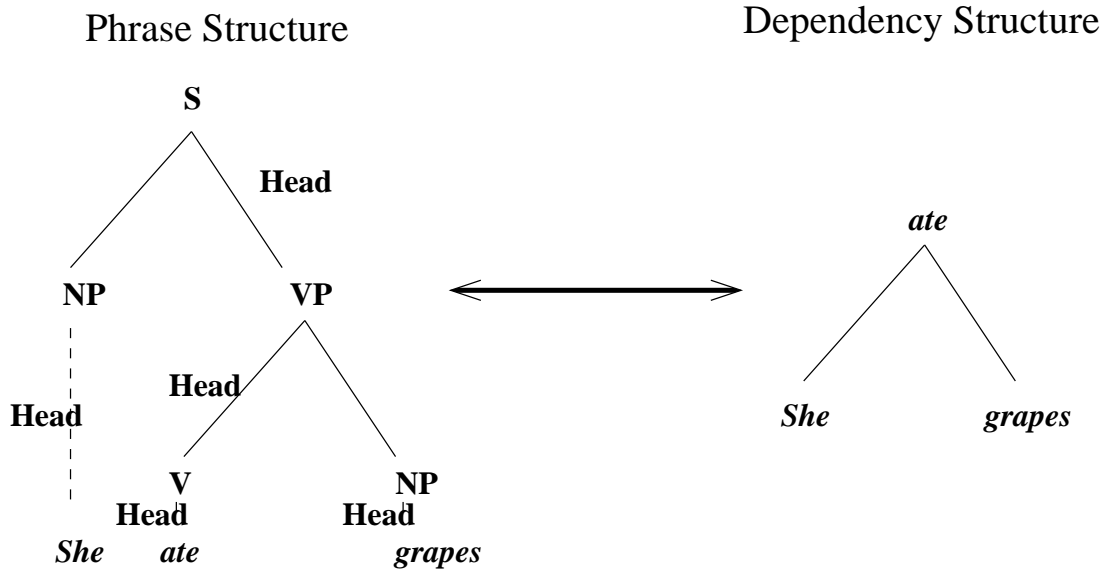 Phrase Structure
Dependency Structure
S
Head
ate
NP
VP
Head
Head
She
grapes
V
NP
Head
Head
She
ate
grapes